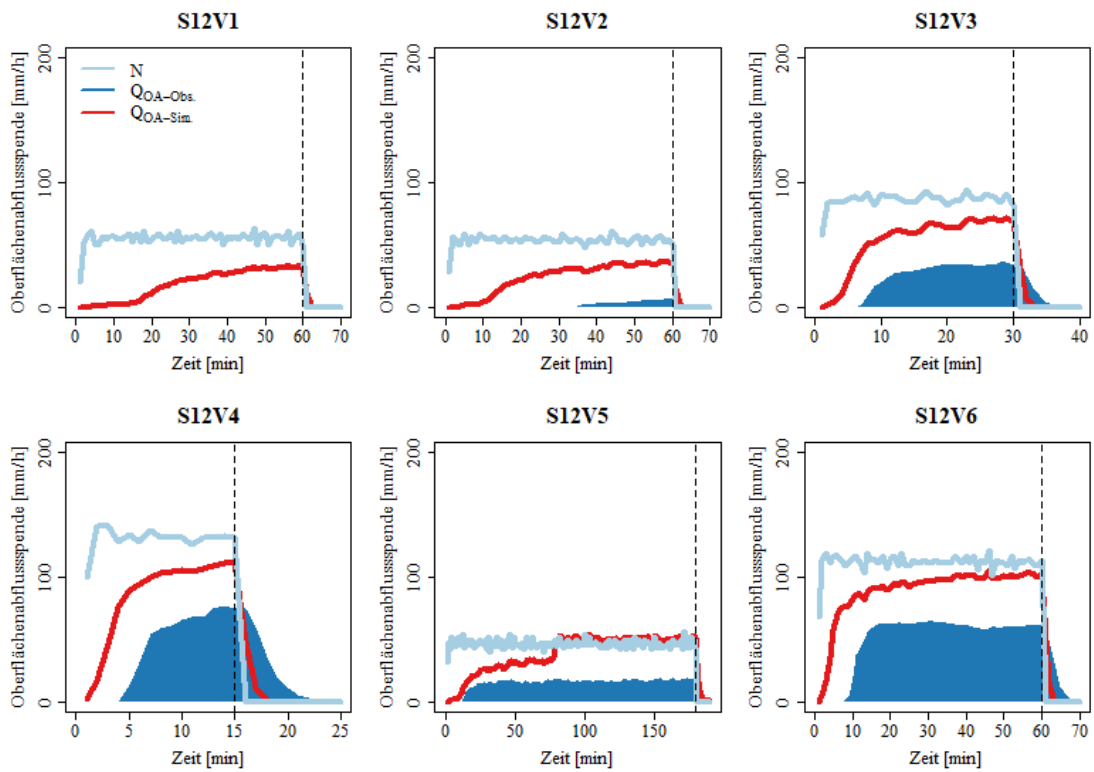 S12V1
Oberflächenabflussspende [mm/h]
200
100
0
N
QOA–Obs.
QOA–Sim.
0 10 20 30 40 50 60 70
Zeit [min]
S12V2
Oberflächenabflussspende [mm/h]
200
100
0
0 10 20 30 40 50 60 70
Zeit [min]
S12V3
Oberflächenabflussspende [mm/h]
200
100
0
0 10 20 30 40
Zeit [min]
S12V4
Oberflächenabflussspende [mm/h]
200
100
0
0 5 10 15 20 25
Zeit [min]
S12V5
Oberflächenabflussspende [mm/h]
200
100
0
0 50 100 150
Zeit [min]
S12V6
Oberflächenabflussspende [mm/h]
200
100
0
0 10 20 30 40 50 60 70
Zeit [min]